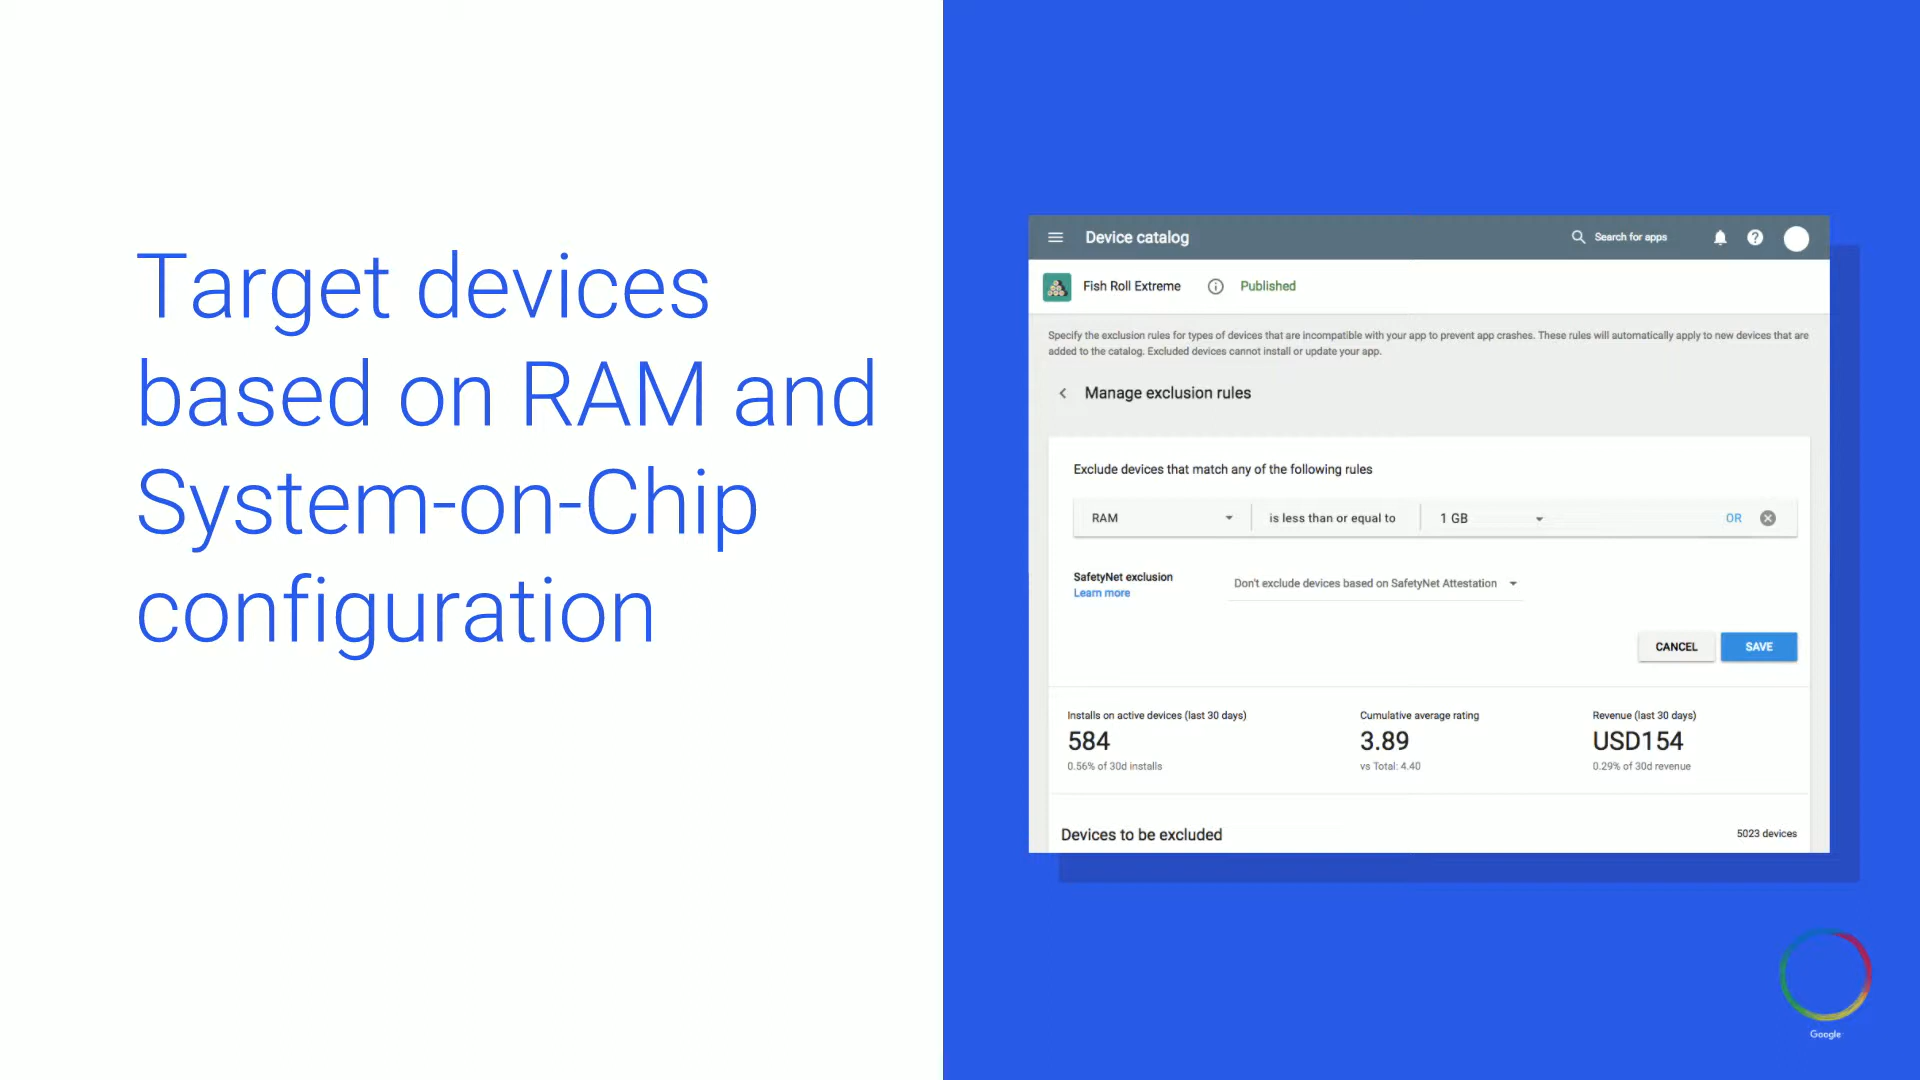 Target devices
based on RAM and
System-on-Chip
configuration
Device catalog
Search for apps
Fish Roll Extreme
Published
Specify the exclusion rules for types of devices that are incompatible with your app to prevent app crashes. These rules will automatically apply to new devices that are
added to the catalog. Excluded devices cannot install or update your app.
Manage exclusion rules
Exclude devices that match any of the following rules
RAM is less than or equal to 1 GB OR
SafetyNet exclusion
Don't exclude devices based on SafetyNet Attestation
Learn more
CANCEL SAVE
Installs on active devices (last 30 days) Cumulative average rating Revenue (last 30 days)
584 3.89 USD154
0.56% of 30d installs vs Total: 4.40 0.29% of 30d revenue
Devices to be excluded 5023 devices
Google